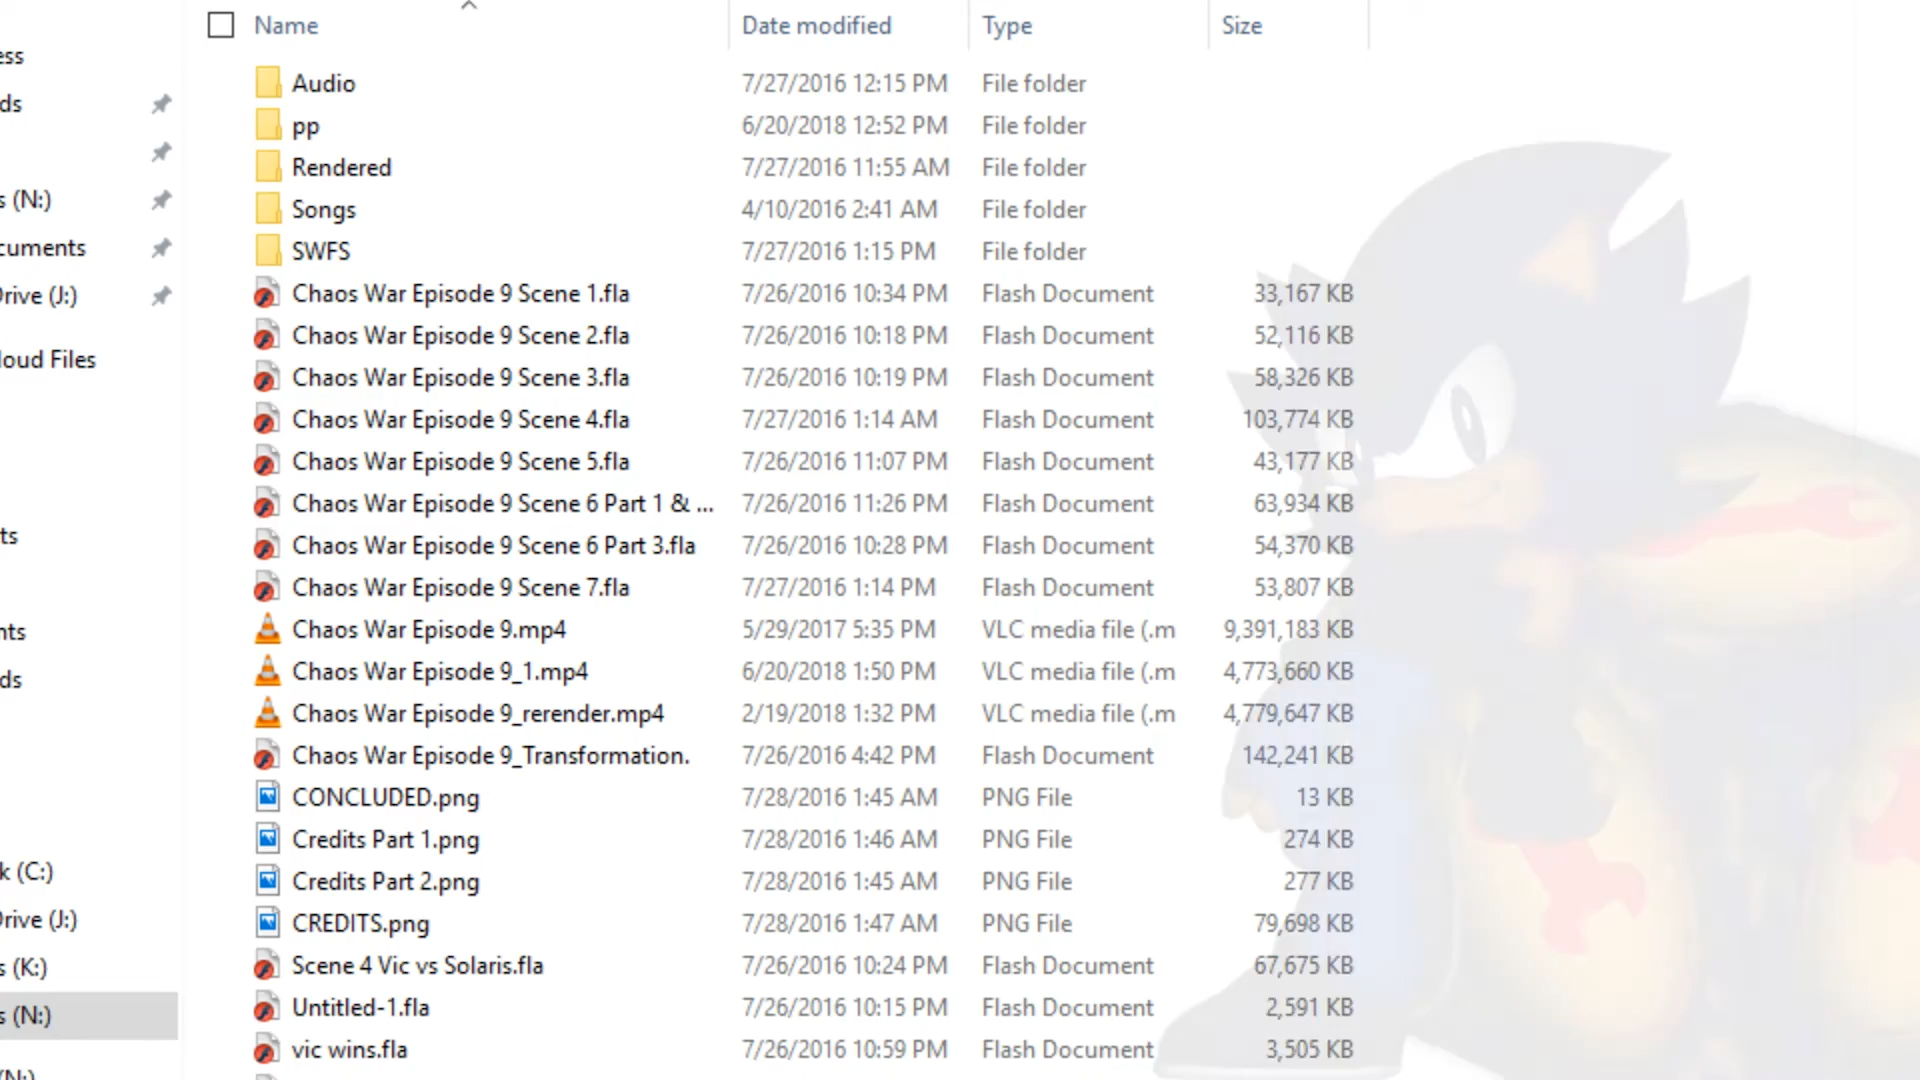 Name Date modified Type Size
ess
ds
s (N:)
cuments
Drive (J:)
loud Files
ts
nts
ds
k (C:)
Drive (J:)
s (K:)
s (N:)
Audio 7/27/2016 12:15 PM File folder
pp 6/20/2018 12:52 PM File folder
Rendered 7/27/2016 11:55 AM File folder
Songs 4/10/2016 2:41 AM File folder
SWFS 7/27/2016 1:15 PM File folder
Chaos War Episode 9 Scene 1.fla 7/26/2016 10:34 PM Flash Document 33,167 KB
Chaos War Episode 9 Scene 2.fla 7/26/2016 10:18 PM Flash Document 52,116 KB
Chaos War Episode 9 Scene 3.fla 7/26/2016 10:19 PM Flash Document 58,326 KB
Chaos War Episode 9 Scene 4.fla 7/27/2016 1:14 AM Flash Document 103,774 KB
Chaos War Episode 9 Scene 5.fla 7/26/2016 11:07 PM Flash Document 43,177 KB
Chaos War Episode 9 Scene 6 Part 1 & ... 7/26/2016 11:26 PM Flash Document 63,934 KB
Chaos War Episode 9 Scene 6 Part 3.fla 7/26/2016 10:28 PM Flash Document 54,370 KB
Chaos War Episode 9 Scene 7.fla 7/27/2016 1:14 PM Flash Document 53,807 KB
Chaos War Episode 9.mp4 5/29/2017 5:35 PM VLC media file (.m 9,391,183 KB
Chaos War Episode 9_1.mp4 6/20/2018 1:50 PM VLC media file (.m 4,773,660 KB
Chaos War Episode 9_rerender.mp4 2/19/2018 1:32 PM VLC media file (.m 4,779,647 KB
Chaos War Episode 9_Transformation. 7/26/2016 4:42 PM Flash Document 142,241 KB
CONCLUDED.png 7/28/2016 1:45 AM PNG File 13 KB
Credits Part 1.png 7/28/2016 1:46 AM PNG File 274 KB
Credits Part 2.png 7/28/2016 1:45 AM PNG File 277 KB
CREDITS.png 7/28/2016 1:47 AM PNG File 79,698 KB
Scene 4 Vic vs Solaris.fla 7/26/2016 10:24 PM Flash Document 67,675 KB
Untitled-1.fla 7/26/2016 10:15 PM Flash Document 2,591 KB
vic wins.fla 7/26/2016 10:59 PM Flash Document 3,505 KB